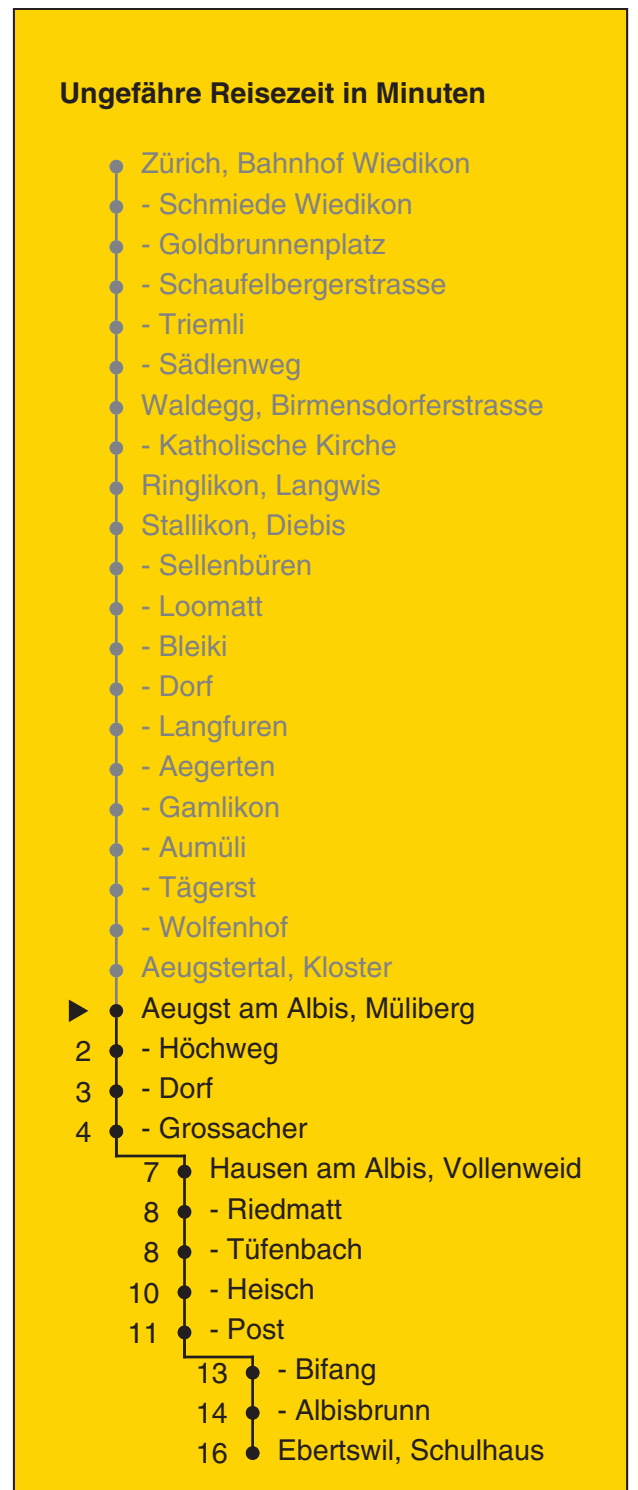 Ungefähre Reisezeit in Minuten
Zürich, Bahnhof Wiedikon
- Schmiede Wiedikon
- Goldbrunnenplatz
- Schaufelbergerstrasse
- Triemli
- Sädlenweg
Waldegg, Birmensdorferstrasse
- Katholische Kirche
Ringlikon, Langwis
Stallikon, Diebis
- Sellenbüren
- Loomatt
- Bleiki
- Dorf
- Langfuren
- Aegerten
- Gamlikon
- Aumüli
- Tägerst
- Wolfenhof
Aeugstertal, Kloster
Aeugst am Albis, Müliberg
2 - Höchweg
3 - Dorf
4 - Grossacher
7 Hausen am Albis, Vollenweid
8 - Riedmatt
8 - Tüfenbach
10 - Heisch
11 - Post
13 - Bifang
14 - Albisbrunn
16 Ebertswil, Schulhaus